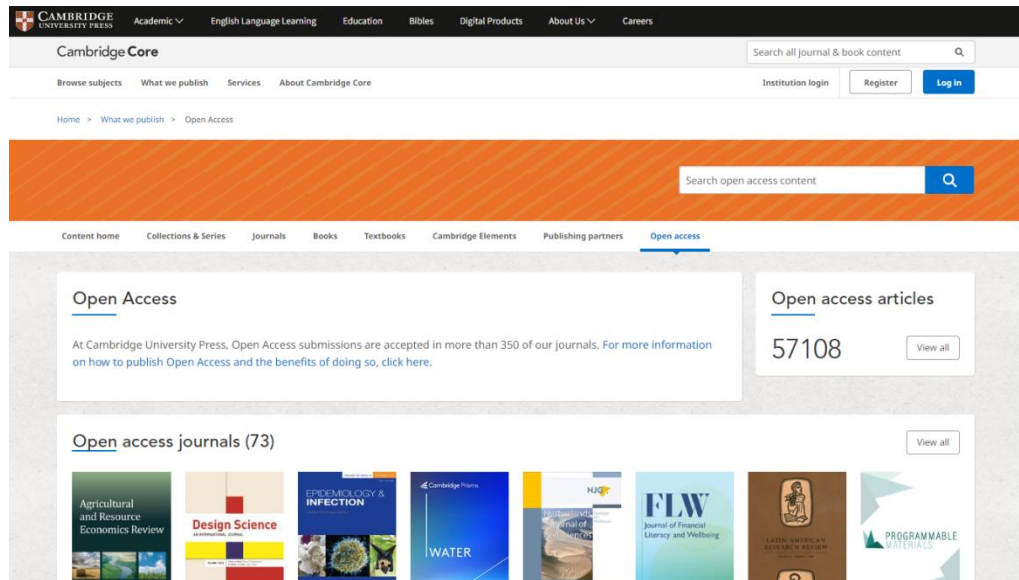 CAMBRIDGE
UNIVERSITY PRESS
Academic
English Language Learning
Education
Bibles
Digital Products
About Us
Careers
Cambridge Core
Search all journal & book content
Browse subjects
What we publish
Services
About Cambridge Core
Institution login
Register
Log in
Home > What we publish > Open Access
Search open access content
Content home
Collections & Series
Journals
Books
Textbooks
Cambridge Elements
Publishing partners
Open access
Open Access
At Cambridge University Press, Open Access submissions are accepted in more than 350 of our journals. For more information
on how to publish Open Access and the benefits of doing so, click here.
Open access articles
57108
View all
Open access journals (73)
View all
Agricultural
and Resource
Economics Review
Design Science
AN INTERNATIONAL JOURNAL
EPIDEMIOLOGY &
INFECTION
Cambridge Prisms
WATER
NJG
Netherlands
Journal of
FLW
Journal of Financial
Literacy and Wellbeing
LATIN AMERICAN
RESEARCH REVIEW
PROGRAMMABLE
MATERIALS